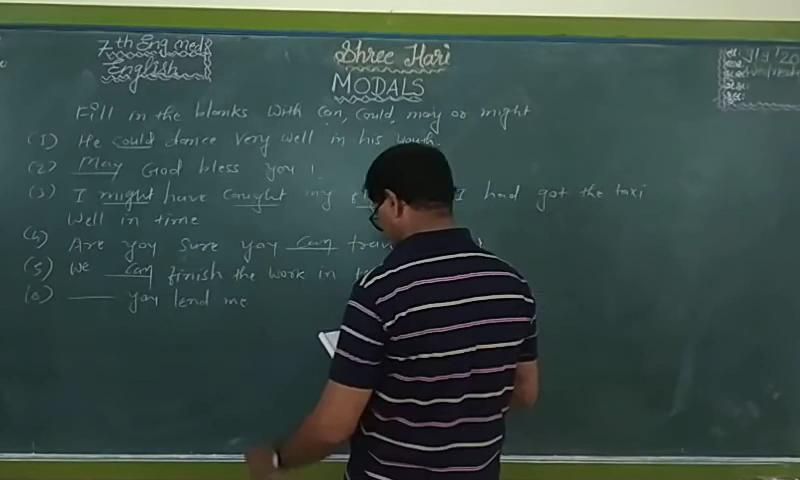 7th Eng med
English
Shree Hari
MODALS
Fill in the blanks with can, could, may or might
(1) He could dance very well in his youth.
(2) May God bless you!
(3) I might have caught my I had got the taxi
well in time
(4) Are you sure you can
(5) We can finish the work in
(6) ___ you lend me